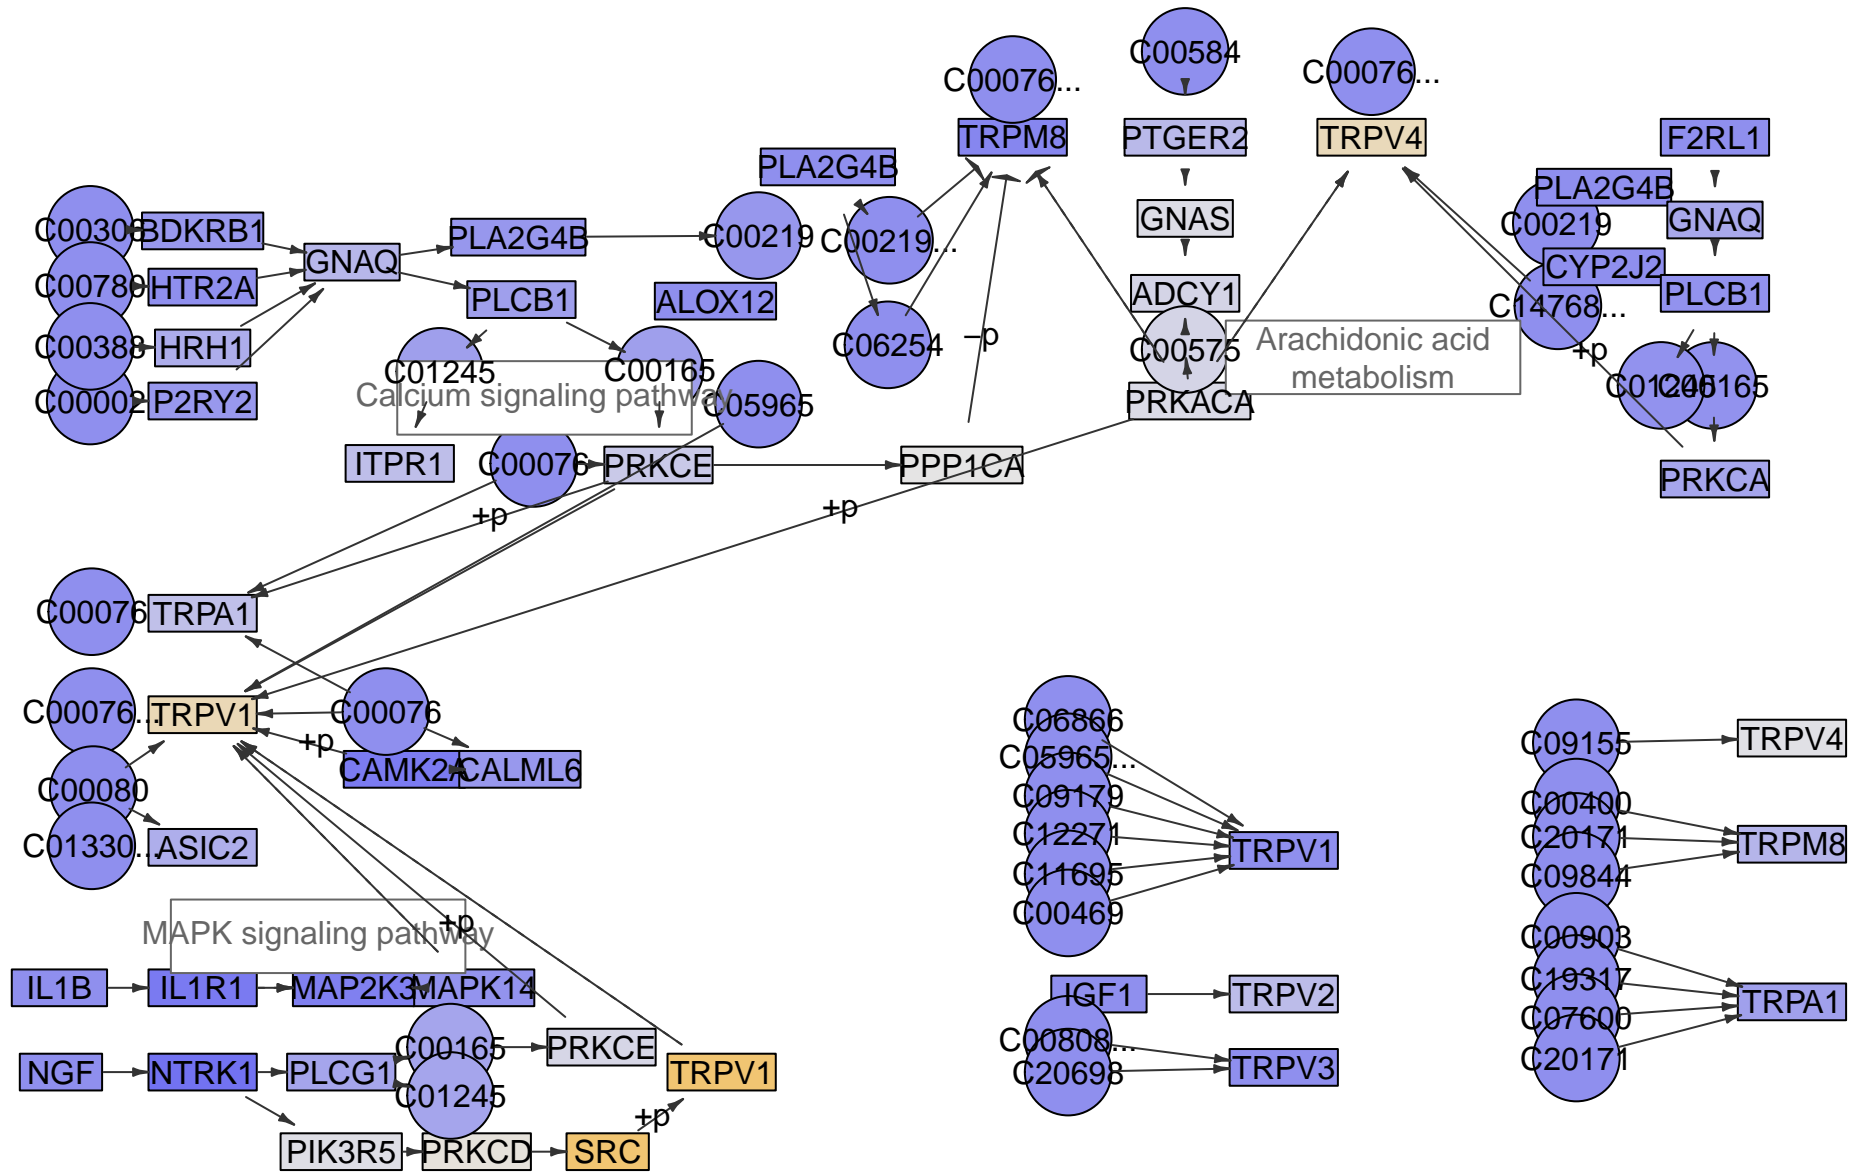 C00584
C00076...
C00076...
TRPM8
PTGER2
TRPV4
F2RL1
PLA2G4B
PLA2G4B
GNAS
GNAQ
C00219
BDKRB1
PLA2G4B
C00219
C00219...
GNAQ
CYP2J2
HTR2A
PLCB1
ALOX12
ADCY1
PLCB1
C14768...
C00388
HRH1
C06254
–p
C00575
Arachidonic acid
metabolism
+p
C01245
C00165
Calcium signaling pathway
C00002
P2RY2
C05965
PRKACA
C00165
ITPR1
C00076
PRKCE
PPP1CA
PRKCA
+p
+p
C00076
TRPA1
C00076...
TRPV1
C00076
+p
CAMK2A
CALML6
C00080
C01330...
ASIC2
C06866
C05965...
C09179
C12271
C11695
C00469
TRPV1
C09155
TRPV4
C00400
C20171
C09844
TRPM8
C00903
C19317
C07600
C20171
TRPA1
+p
MAPK signaling pathway
IL1B
IL1R1
MAP2K3
MAPK14
IGF1
TRPV2
C00165
PRKCE
C00808...
C20698
TRPV3
NGF
NTRK1
PLCG1
TRPV1
C01245
+p
PIK3R5
PRKCD
SRC